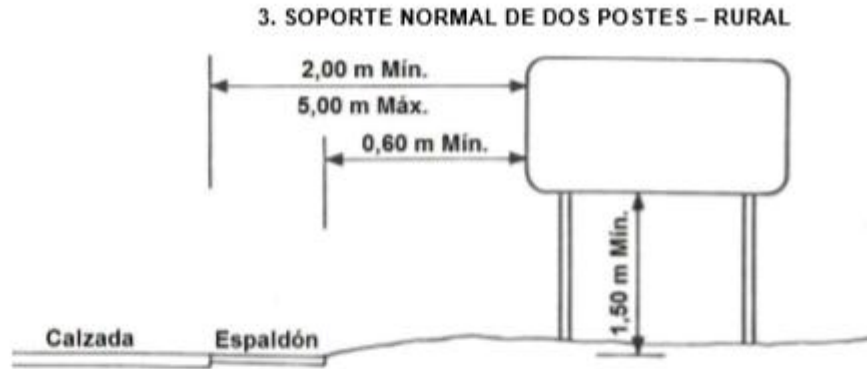 3. SOPORTE NORMAL DE DOS POSTES – RURAL
2,00 m Mín.
5,00 m Máx.
0,60 m Mín.
1,50 m Mín.
Calzada
Espaldón